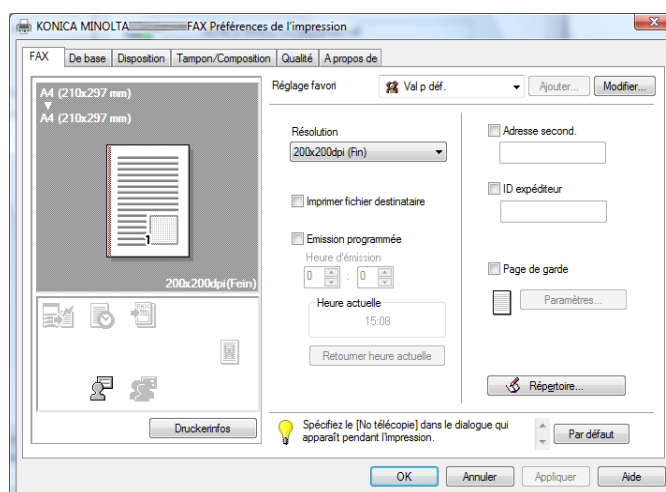 KONICA MINOLTA FAX Préférences de l'impression
FAX De base Disposition Tampon/Composition Qualité A propos de
A4 (210x297 mm)
A4 (210x297 mm)
1
200x200dpi(Fein)
Druckerinfos
Réglage favori Val p déf. Ajouter... Modifier...
Résolution
200x200dpi (Fin)
Imprimer fichier destinataire
Emission programmée
Heure d'émission
0 : 0
Heure actuelle
15:08
Retourner heure actuelle
Adresse second.
ID expéditeur
Page de garde
Paramètres...
Répertoire...
Spécifiez le [No télécopie] dans le dialogue qui
apparaît pendant l'impression.
Par défaut
OK Annuler Appliquer Aide